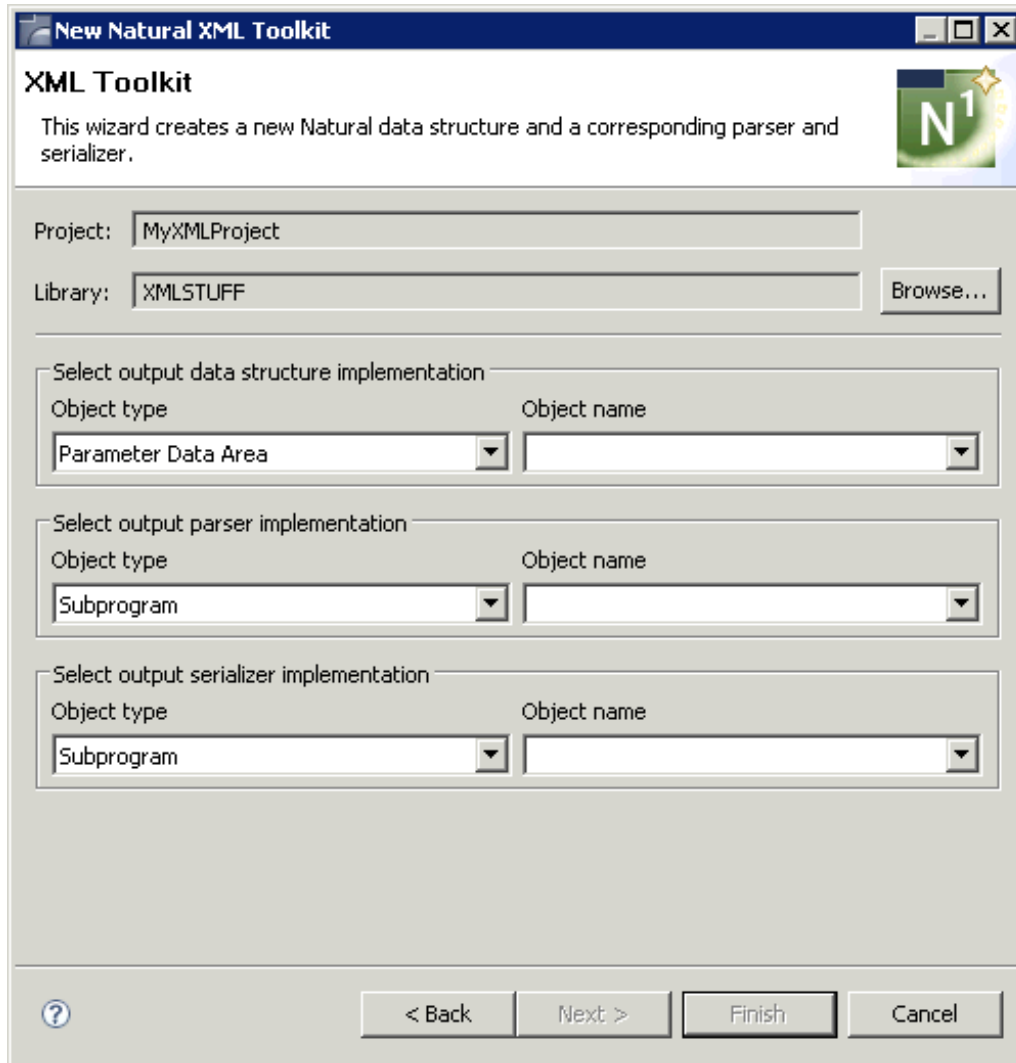 New Natural XML Toolkit
XML Toolkit
This wizard creates a new Natural data structure and a corresponding parser and
serializer.
N1
Project: MyXMLProject
Library: XMLSTUFF Browse...
Select output data structure implementation
Object type Object name
Parameter Data Area
Select output parser implementation
Object type Object name
Subprogram
Select output serializer implementation
Object type Object name
Subprogram
? < Back Next > Finish Cancel